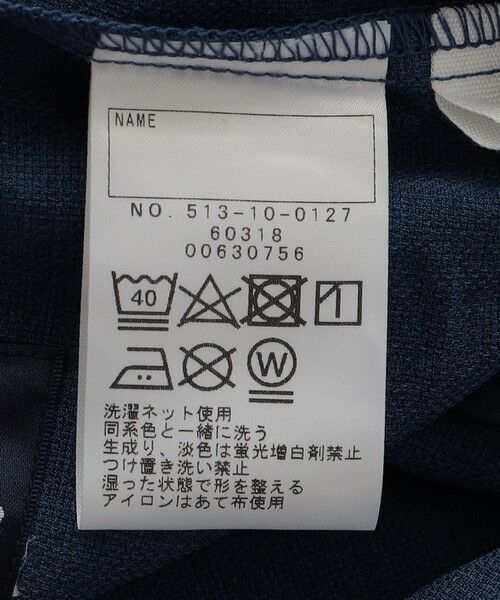 NAME
NO. 513-10-0127
60318
00630756
40
W
洗濯ネット使用
同系色と一緒に洗う
生成り、淡色は蛍光増白剤禁止
つけ置き洗い禁止
湿った状態で形を整える
アイロンはあて布使用